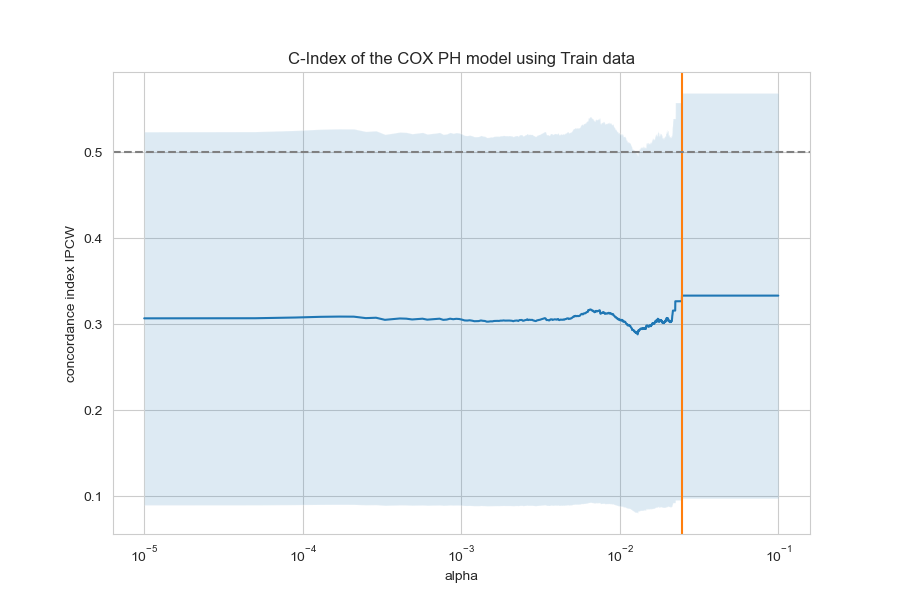 C-Index of the COX PH model using Train data
concordance index IPCW
0.5
0.4
0.3
0.2
0.1
10⁻⁵ 10⁻⁴ 10⁻³ 10⁻² 10⁻¹
alpha